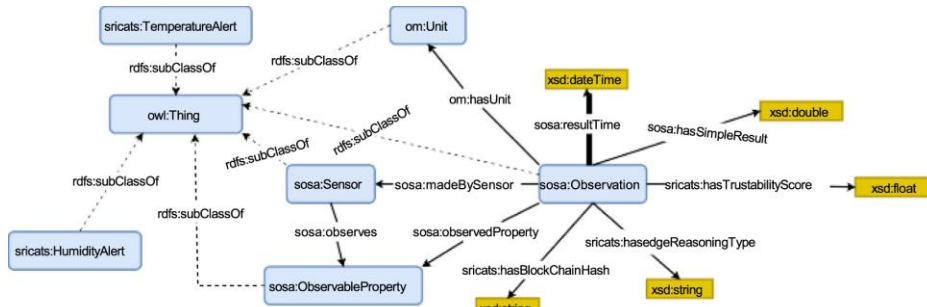 sricats:TemperatureAlert
om:Unit
rdfs:subClassOf
rdfs:subClassOf
xsd:dateTime
om:hasUnit
xsd:double
owl:Thing
sosa:resultTime
sosa:hasSimpleResult
rdfs:subClassOf
rdfs:subClassOf
rdfs:subClassOf
sosa:Sensor
sosa:madeBySensor
sosa:Observation
sricats:hasTrustabilityScore
xsd:float
rdfs:subClassOf
sosa:observes
sosa:observedProperty
sricats:hasedgeReasoningType
sricats:HumidityAlert
sricats:hasBlockChainHash
sosa:ObservableProperty
xsd:string